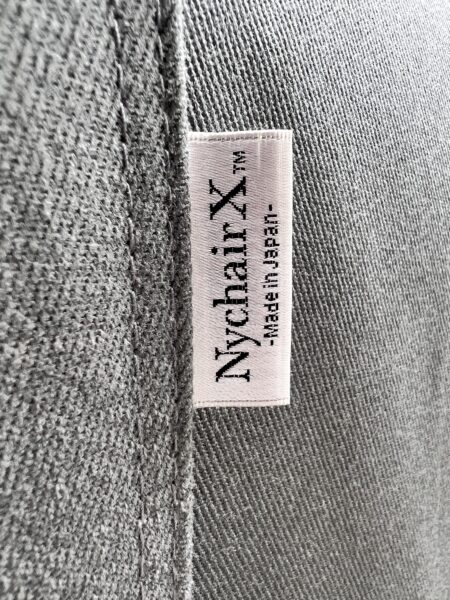 Nychair X™
-Made in Japan-